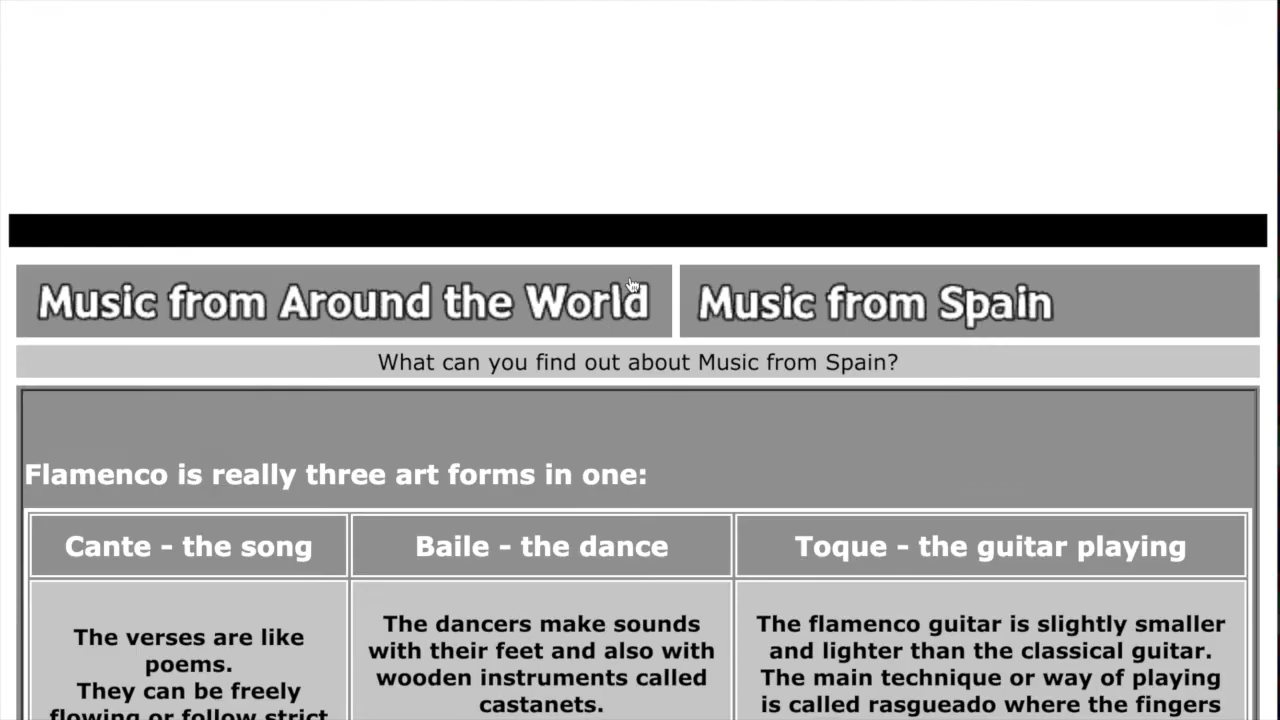 Music from Around the World
Music from Spain
What can you find out about Music from Spain?
Flamenco is really three art forms in one:
Cante - the song
Baile - the dance
Toque - the guitar playing
The verses are like
poems.
They can be freely
flowing or follow strict
The dancers make sounds
with their feet and also with
wooden instruments called
castanets.
The flamenco guitar is slightly smaller
and lighter than the classical guitar.
The main technique or way of playing
is called rasgueado where the fingers